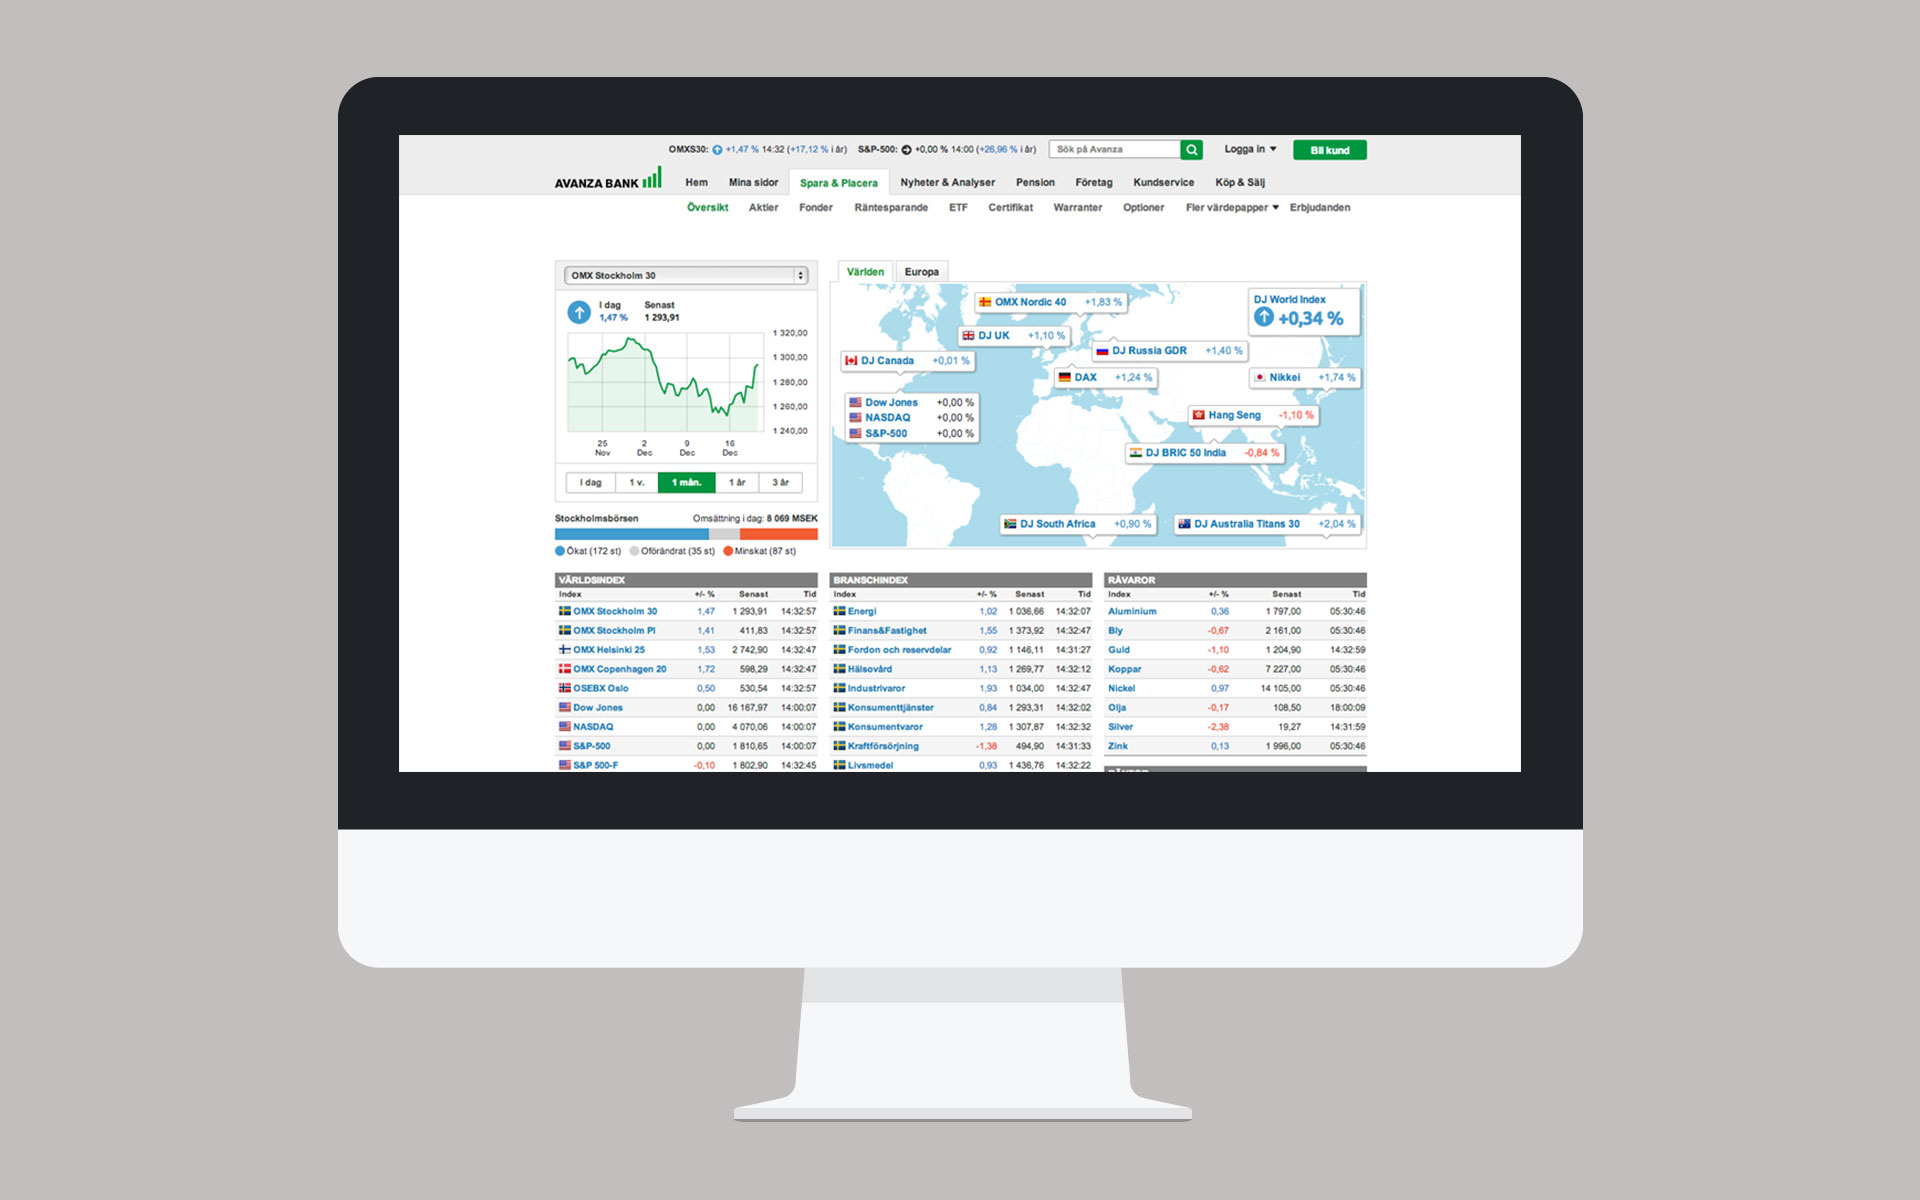 OMXS30: +1,47 % 14:32 (+17,12 % i år) S&P-500: +0,00 % 14:00 (+26,96 % i år) Sök på Avanza Logga in Bli kund
AVANZA BANK Hem Mina sidor Spara & Placera Nyheter & Analyser Pension Företag Kundservice Köp & Sälj
Översikt Aktier Fonder Räntesparande ETF Certifikat Warranter Optioner Fler värdepapper Erbjudanden
OMX Stockholm 30
I dag Senast
1,47 % 1 293,91
1 320,00
1 300,00
1 280,00
1 260,00
1 240,00
25 2 9 16
Nov Dec Dec Dec
I dag 1 v. 1 mån. 1 år 3 år
Stockholmsbörsen Omsättning i dag: 8 069 MSEK
Ökat (172 st) Oförändrat (35 st) Minskat (87 st)
Världen Europa
OMX Nordic 40 +1,83 %
DJ World Index
+0,34 %
DJ UK +1,10 %
DJ Russia GDR +1,40 %
DJ Canada +0,01 %
DAX +1,24 %
Nikkei +1,74 %
Dow Jones +0,00 %
NASDAQ +0,00 %
S&P-500 +0,00 %
Hang Seng -1,10 %
DJ BRIC 50 India -0,84 %
DJ South Africa +0,90 %
DJ Australia Titans 30 +2,04 %
VÄRLDSINDEX
Index +/- % Senast Tid
OMX Stockholm 30 1,47 1 293,91 14:32:57
OMX Stockholm PI 1,41 411,83 14:32:57
OMX Helsinki 25 1,53 2 742,90 14:32:47
OMX Copenhagen 20 1,72 598,29 14:32:47
OSEBX Oslo 0,50 530,54 14:32:57
Dow Jones 0,00 16 167,97 14:00:07
NASDAQ 0,00 4 070,06 14:00:07
S&P-500 0,00 1 810,65 14:00:07
S&P 500-F -0,10 1 802,90 14:32:45
BRANSCHINDEX
Index +/- % Senast Tid
Energi 1,02 1 036,66 14:32:07
Finans&Fastighet 1,55 1 373,92 14:32:47
Fordon och reservdelar 0,92 1 146,11 14:31:27
Hälsovård 1,13 1 269,77 14:32:12
Industrivaror 1,93 1 034,00 14:32:47
Konsumenttjänster 0,84 1 293,31 14:32:02
Konsumentvaror 1,28 1 307,87 14:32:32
Kraftförsörjning -1,38 494,90 14:31:33
Livsmedel 0,93 1 436,76 14:32:22
RÅVAROR
Index +/- % Senast Tid
Aluminium 0,36 1 797,00 05:30:46
Bly -0,67 2 161,00 05:30:46
Guld -1,10 1 204,90 14:32:59
Koppar -0,62 7 227,00 05:30:46
Nickel 0,97 14 105,00 05:30:46
Olja -0,17 108,50 18:00:09
Silver -2,38 19,27 14:31:59
Zink 0,13 1 996,00 05:30:46